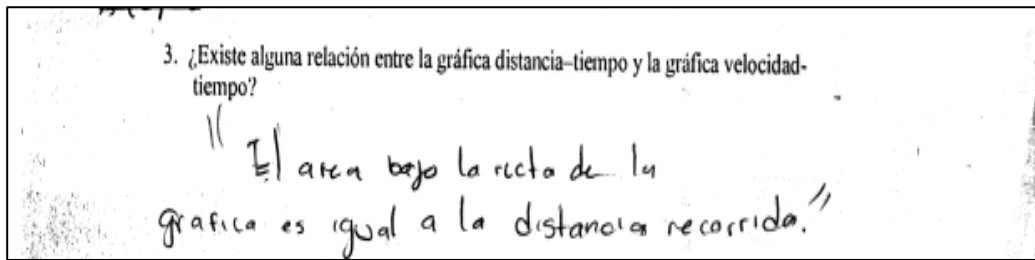 3. ¿Existe alguna relación entre la gráfica distancia–tiempo y la gráfica velocidad-
tiempo?
" El area bajo la recta de la
grafica es igual a la distancia recorrida."